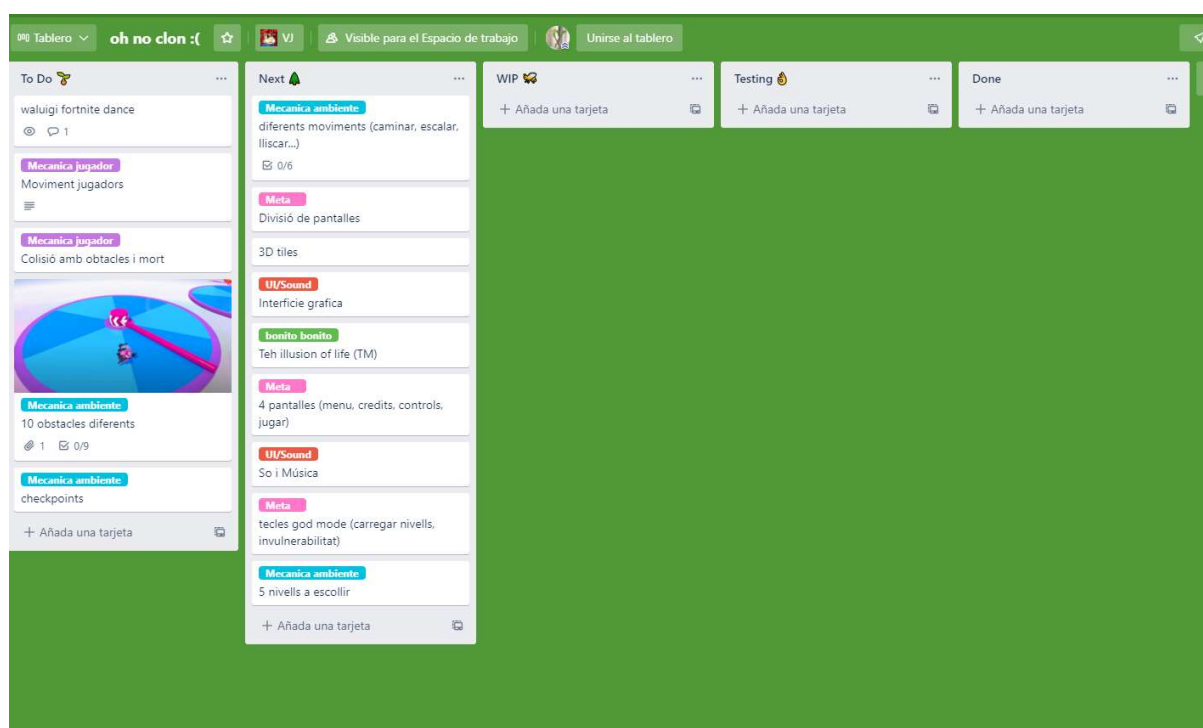 Tablero
oh no clon :(
VJ
Visible para el Espacio de trabajo
Unirse al tablero
To Do
waluigi fortnite dance
1
Mecanica jugador
Moviment jugadors
Mecanica jugador
Colisió amb obtacles i mort
Mecanica ambiente
10 obstacles diferents
1 0/9
Mecanica ambiente
checkpoints
+ Añada una tarjeta
Next
Mecanica ambiente
diferents moviments (caminar, escalar,
lliscar...)
0/6
Meta
Divisió de pantalles
3D tiles
UI/Sound
Interficie grafica
bonito bonito
Teh illusion of life (TM)
Meta
4 pantalles (menu, credits, controls,
jugar)
UI/Sound
So i Música
Meta
tecles god mode (carregar nivells,
invulnerabilitat)
Mecanica ambiente
5 nivells a escollir
+ Añada una tarjeta
WIP
+ Añada una tarjeta
Testing
+ Añada una tarjeta
Done
+ Añada una tarjeta